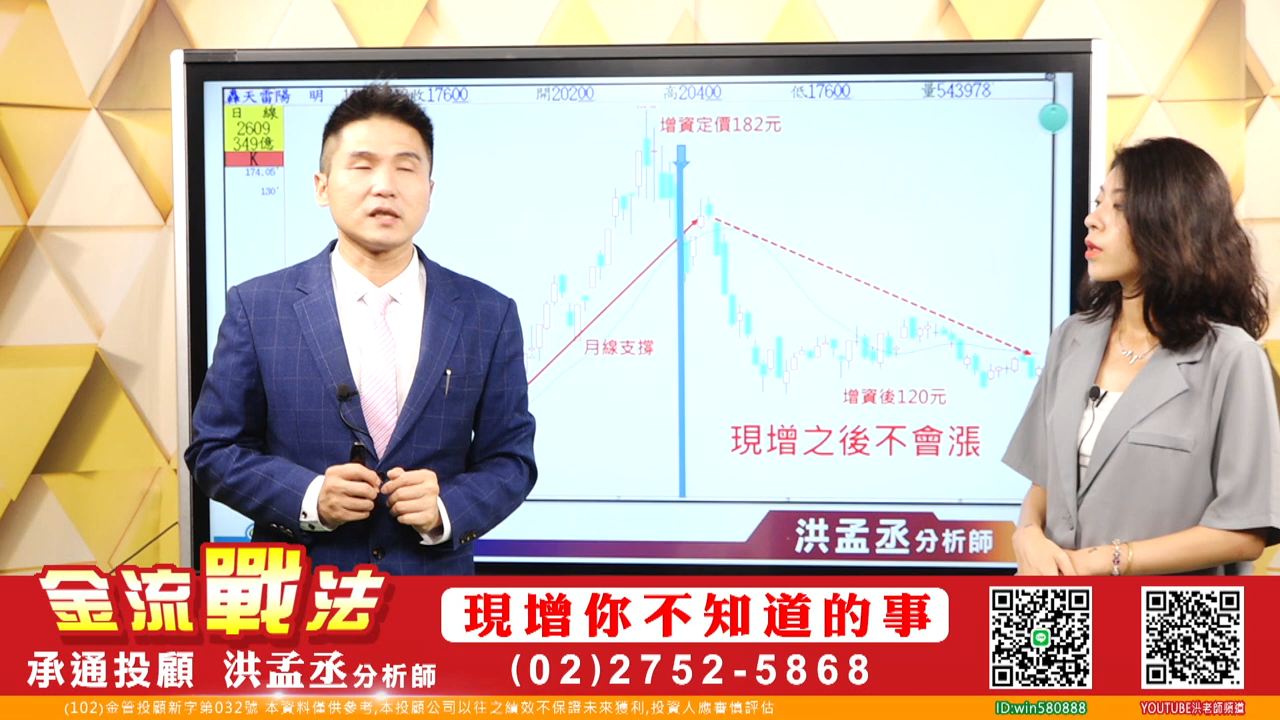 轟天雷陽 明 收17600 開20200 高20400 低17600 量543978
日 線
2609
349億
K
174.05
130
增資定價182元
月線支撐
增資後120元
現增之後不會漲
洪孟丞分析師
金流戰法
現增你不知道的事
承通投顧 洪孟丞分析師
(02)2752-5868
(102)金管投顧新字第032號 本資料僅供參考,本投顧公司以往之績效不保證未來獲利,投資人應審慎評估
ID:win580888
YOUTUBE洪老師頻道